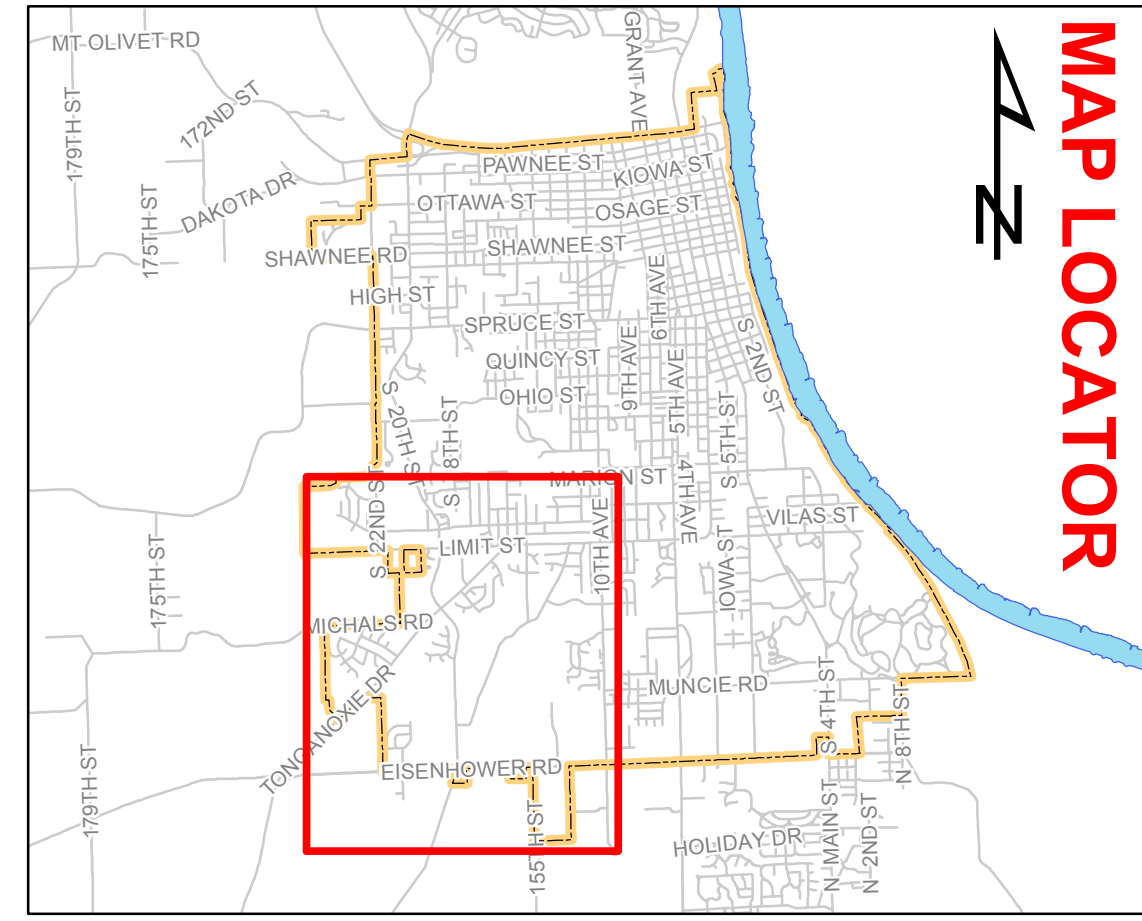 MAP LOCATOR
N
MT OLIVET RD
GRANT AVE
179TH ST
172ND ST
PAWNEE ST
KIOWA ST
175TH ST
DAKOTA DR
OTTAWA ST
OSAGE ST
SHAWNEE RD
SHAWNEE ST
HIGH ST
6TH AVE
SPRUCE ST
S 2ND ST
QUINCY ST
9TH AVE
5TH AVE
OHIO ST
S 20TH ST
S 18TH ST
S 5TH ST
MARION ST
4TH AVE
S 22ND ST
VILAS ST
175TH ST
LIMIT ST
10TH AVE
IOWA ST
MICHALS RD
MUNCIE RD
S 4TH ST
TONGANOXIE DR
N 8TH ST
EISENHOWER RD
179TH ST
155TH ST
HOLIDAY DR
N MAIN ST
N 2ND ST